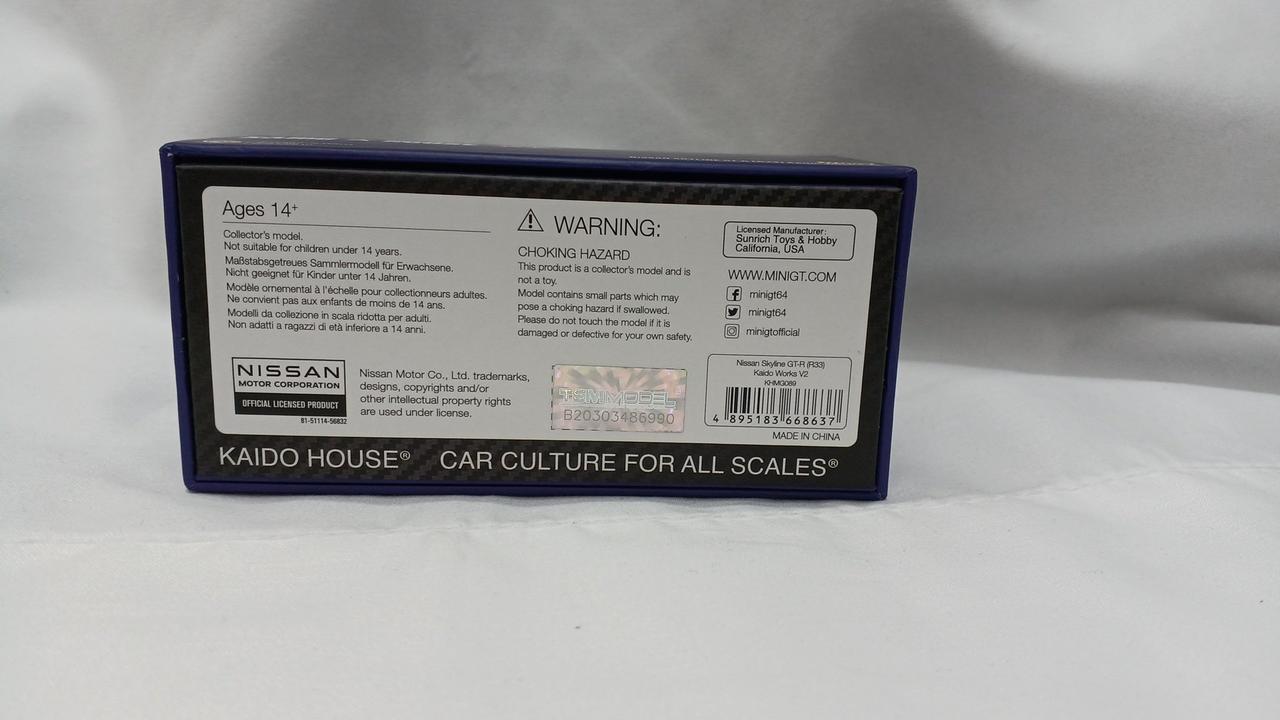 Ages 14+
Collector's model.
Not suitable for children under 14 years.
Maßstabsgetreues Sammlermodell für Erwachsene.
Nicht geeignet für Kinder unter 14 Jahren.
Modèle ornemental à l'échelle pour collectionneurs adultes.
Ne convient pas aux enfants de moins de 14 ans.
Modelli da collezione in scala ridotta per adulti.
Non adatti a ragazzi di età inferiore a 14 anni.
WARNING:
CHOKING HAZARD
This product is a collector's model and is
not a toy.
Model contains small parts which may
pose a choking hazard if swallowed.
Please do not touch the model if it is
damaged or defective for your own safety.
Licensed Manufacturer:
Sunrich Toys & Hobby
California, USA
WWW.MINIGT.COM
minigt64
minigt64
minigtofficial
NISSAN
MOTOR CORPORATION
OFFICIAL LICENSED PRODUCT
81-51114-56832
Nissan Motor Co., Ltd. trademarks,
designs, copyrights and/or
other intellectual property rights
are used under license.
TSM MODEL
B20303486990
Nissan Skyline GT-R (R33)
Kaido Works V2
KHMG089
4 895183 668637
MADE IN CHINA
KAIDO HOUSE® CAR CULTURE FOR ALL SCALES®